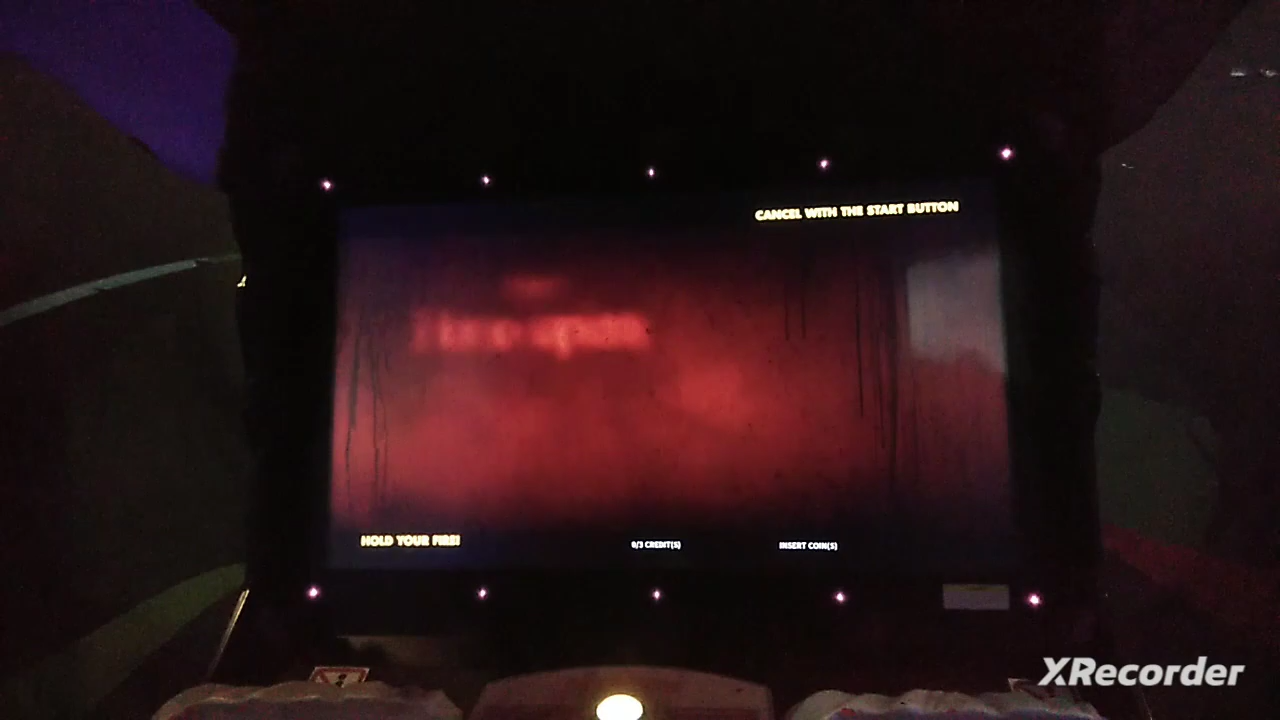 CANCEL WITH THE START BUTTON
HOLD YOUR FIRE!
0/3 CREDIT(S)
INSERT COIN(S)
XRecorder